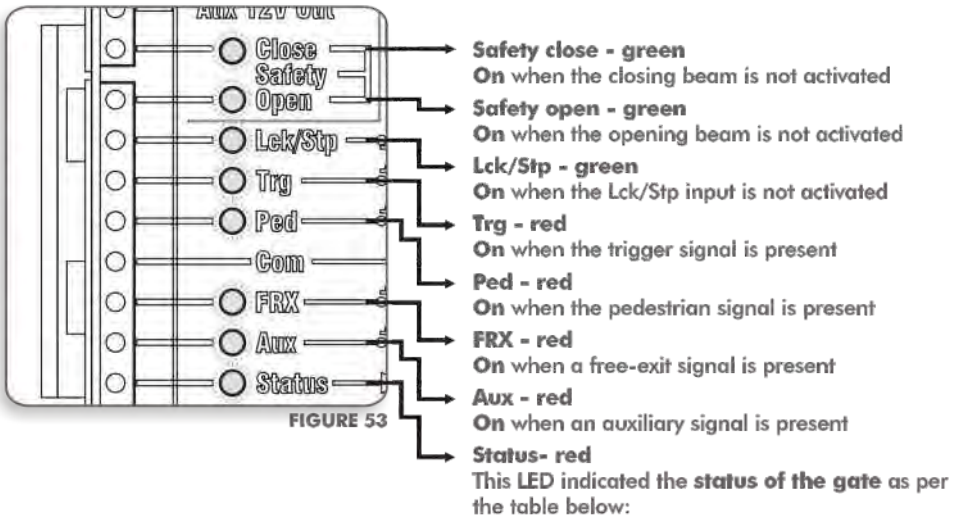 Aux 12V Out
Close
Safety
Open
Lck/Stp
Trg
Ped
Com
FRX
Aux
Status
FIGURE 53
Safety close - green
On when the closing beam is not activated
Safety open - green
On when the opening beam is not activated
Lck/Stp - green
On when the Lck/Stp input is not activated
Trg - red
On when the trigger signal is present
Ped - red
On when the pedestrian signal is present
FRX - red
On when a free-exit signal is present
Aux - red
On when an auxiliary signal is present
Status- red
This LED indicated the status of the gate as per
the table below: